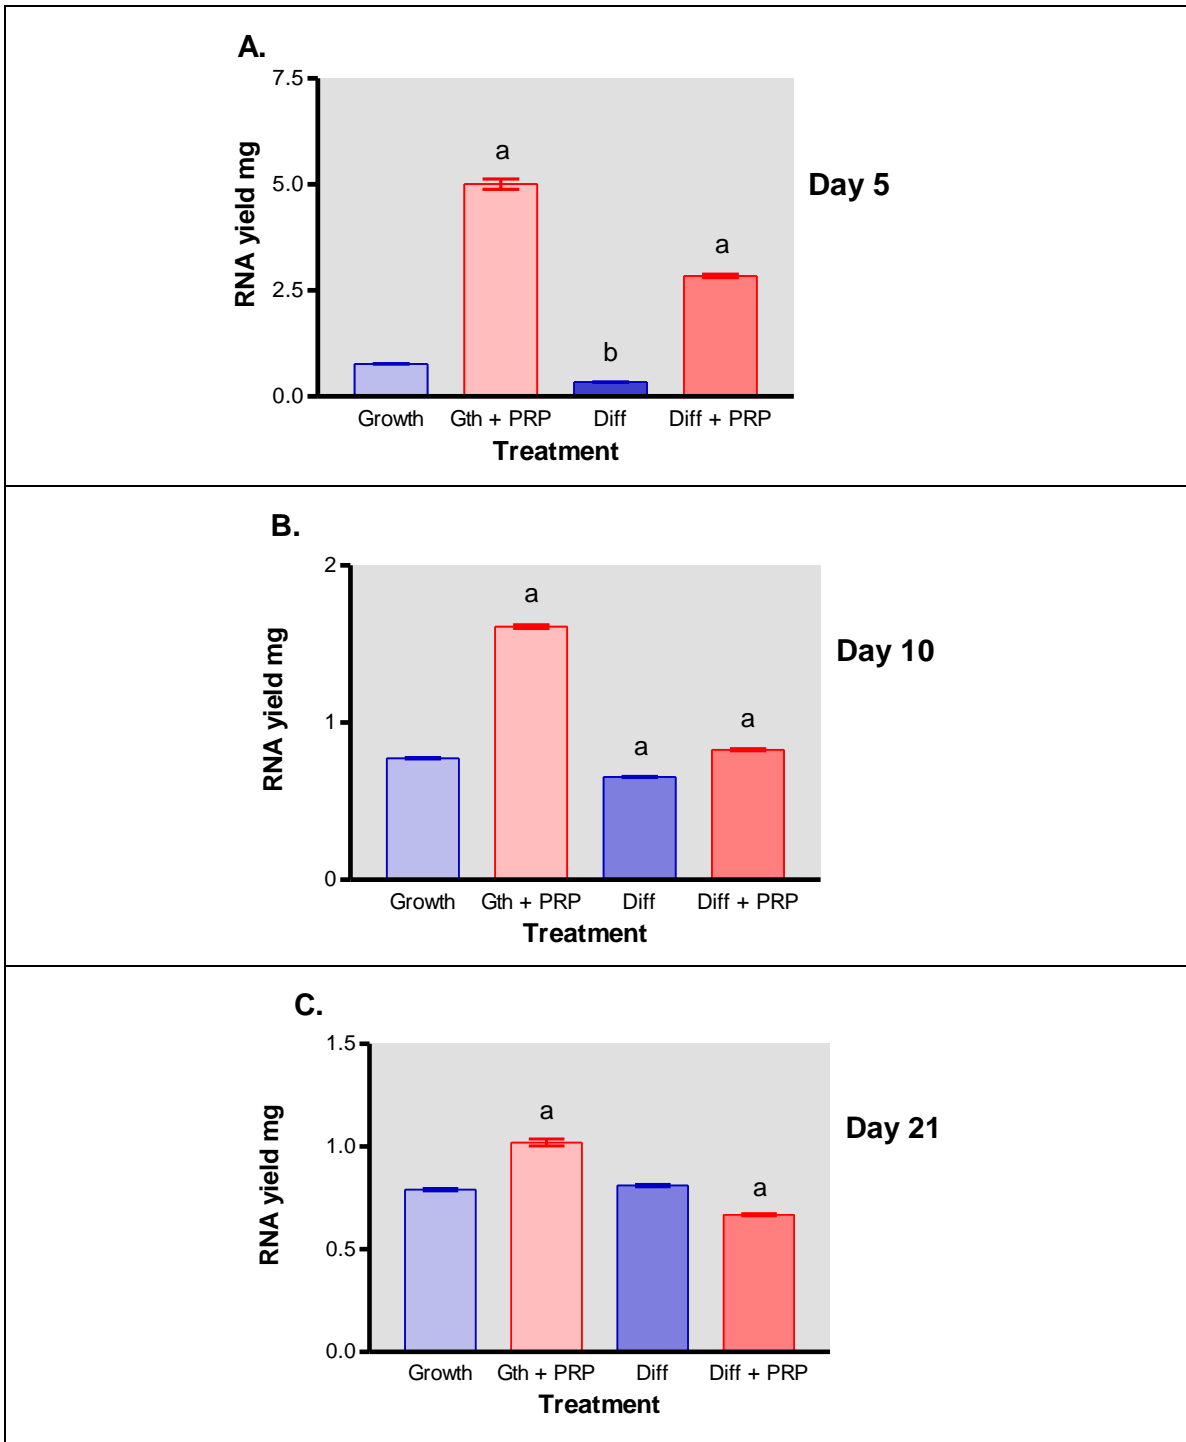 A.
7.5
5.0
2.5
0.0
RNA yield mg
a
b
a
Growth Gth + PRP Diff Diff + PRP
Treatment
Day 5
B.
2
1
0
RNA yield mg
a
a
a
Growth Gth + PRP Diff Diff + PRP
Treatment
Day 10
C.
1.5
1.0
0.5
0.0
RNA yield mg
a
a
Growth Gth + PRP Diff Diff + PRP
Treatment
Day 21